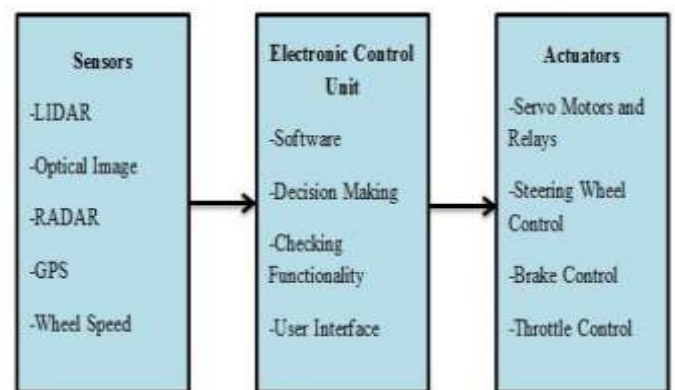 Sensors
-LIDAR
-Optical Image
-RADAR
-GPS
-Wheel Speed
Electronic Control
Unit
-Software
-Decision Making
-Checking
Functionality
-User Interface
Actuators
-Servo Motors and
Relays
-Steering Wheel
Control
-Brake Control
-Throttle Control